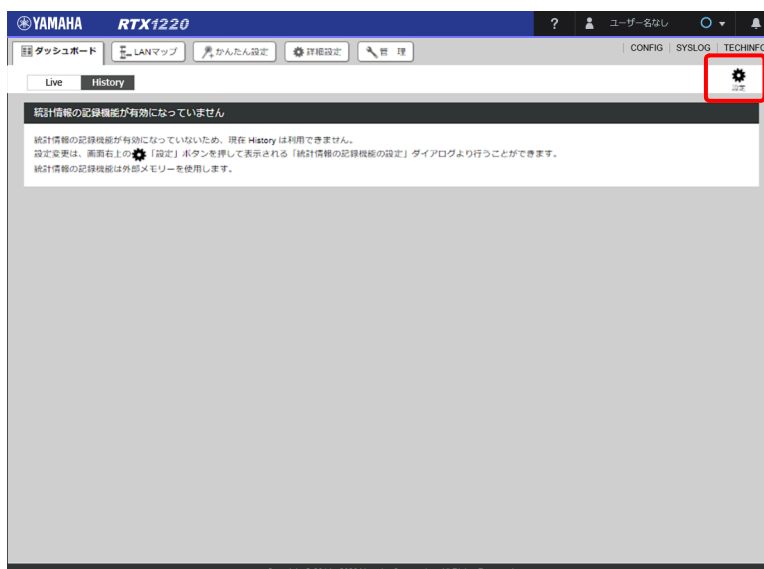 YAMAHA RTX1220 ? ユーザーなし
ダッシュボード LANマップ かんたん設定 詳細設定 管 理 CONFIG SYSLOG TECHINFO
Live History 設定
統計情報の記録機能が有効になっていません
統計情報の記録機能が有効になっていないため、現在 History は利用できません。
設定変更は、画面右上の「設定」ボタンを押して表示される「統計情報の記録機能の設定」ダイアログより行うことができます。
統計情報の記録機能は外部メモリーを使用します。